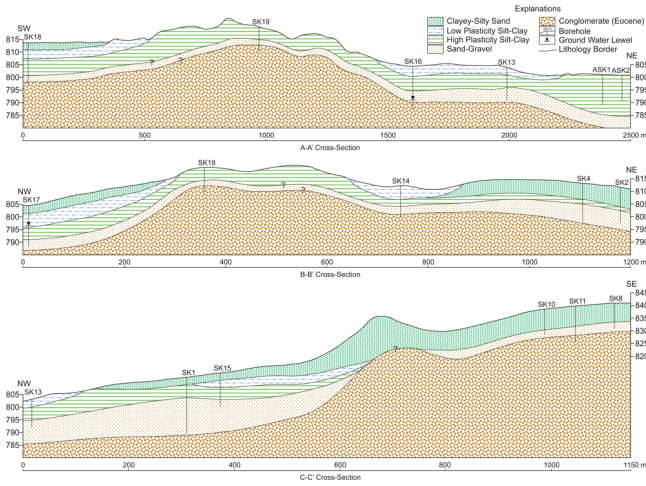 Explanations
Clayey-Silty Sand
Low Plasticity Silt-Clay
High Plasticity Silt-Clay
Sand-Gravel
Conglomerate (Eocene)
Borehole
Ground Water Lewel
Lithology Border
SW
SK18
SK19
SK16
SK13
NE
ASK1 ASK2
815
810
805
800
795
790
785
805
800
795
790
785
? ?
0 500 1000 1500 2000 2500 m
A-A' Cross-Section
NW
SK17
SK19
SK14
SK4
SK2
NE
805
800
795
790
815
810
805
800
795
790
? ?
0 200 400 600 800 1000 1200 m
B-B' Cross-Section
NW
SK13
SK1
SK15
SK10
SK11
SK8
SE
805
800
795
790
785
845
840
835
830
825
820
?
0 200 400 600 800 1000 1150 m
C-C' Cross-Section